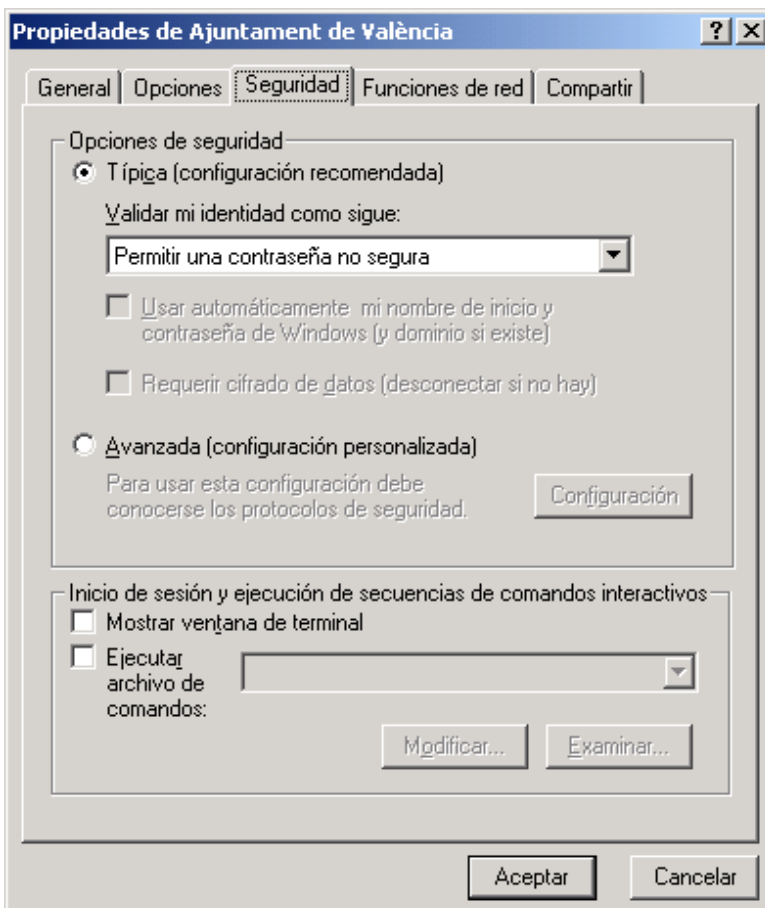 Propiedades de Ajuntament de València
General Opciones Seguridad Funciones de red Compartir
Opciones de seguridad
Típica (configuración recomendada)
Validar mi identidad como sigue:
Permitir una contraseña no segura
Usar automáticamente mi nombre de inicio y
contraseña de Windows (y dominio si existe)
Requerir cifrado de datos (desconectar si no hay)
Avanzada (configuración personalizada)
Para usar esta configuración debe
conocerse los protocolos de seguridad.
Configuración
Inicio de sesión y ejecución de secuencias de comandos interactivos
Mostrar ventana de terminal
Ejecutar
archivo de
comandos:
Modificar... Examinar...
Aceptar Cancelar